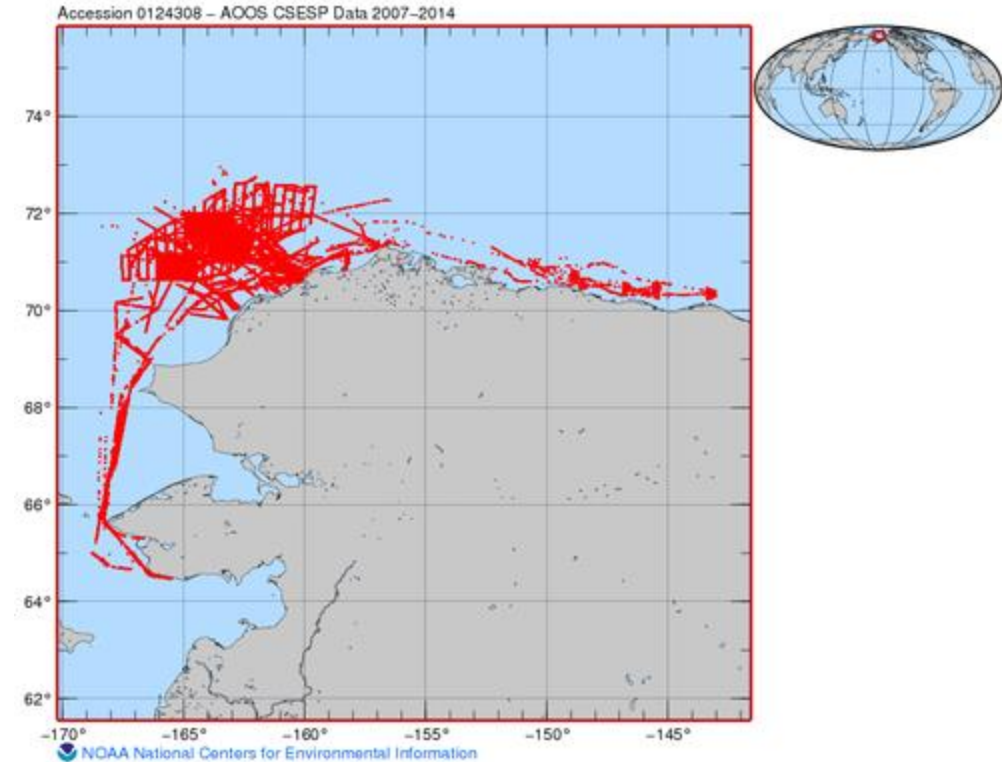 Accession 0124308 – AOOS CSESP Data 2007–2014
74°
72°
70°
68°
66°
64°
62°
−170° −165° −160° −155° −150° −145°
NOAA National Centers for Environmental Information